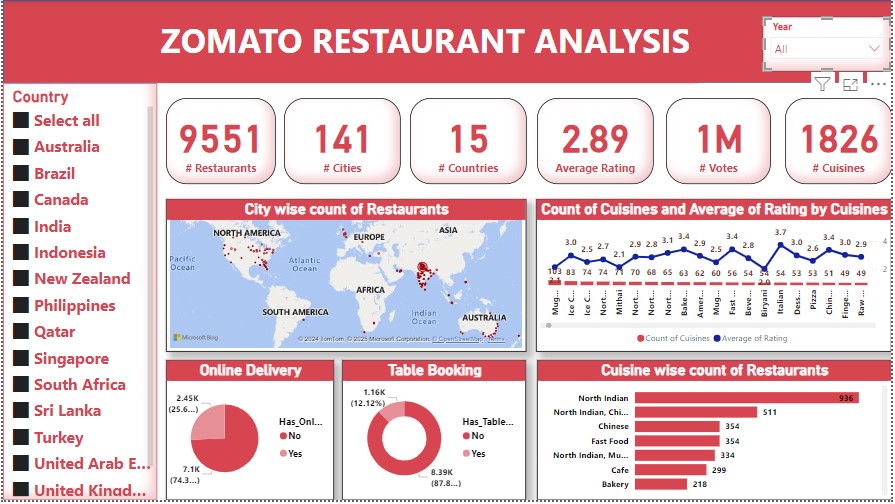 ZOMATO RESTAURANT ANALYSIS
Year
All
Country
Select all
Australia
Brazil
Canada
India
Indonesia
New Zealand
Philippines
Qatar
Singapore
South Africa
Sri Lanka
Turkey
United Arab E...
United Kingd...
9551
# Restaurants
141
# Cities
15
# Countries
2.89
Average Rating
1M
# Votes
1826
# Cuisines
City wise count of Restaurants
NORTH AMERICA
EUROPE
ASIA
Pacific
Ocean
Atlantic
Ocean
AFRICA
SOUTH AMERICA
Indian
Ocean
AUSTRALIA
Microsoft Bing
© 2024 TomTom, © 2025 Microsoft Corporation, © OpenStreetMap Terms
Count of Cuisines and Average of Rating by Cuisines
3.0 2.5 2.7 2.1 2.9 2.8 3.1 3.4 2.9 2.5 3.4 2.8 2.0 3.7 3.0 2.6 3.4 3.0 2.9
4
2
103 83 74 74 71 70 68 65 63 62 60 56 54 54 54 53 53 51 49 49
2.1
Mug...
Ice C...
Ice C...
Nort...
Mithai
Nort...
Nort...
Nort...
Bake...
Amer...
Mug...
Fast ...
Beve...
Biryani
Italian
Dess...
Pizza
Chin...
Finge...
Raw ...
Count of Cuisines
Average of Rating
Online Delivery
2.45K
(25.6...)
7.1K
(74.3...)
Has_Onl...
No
Yes
Table Booking
1.16K
(12.12%)
8.39K
(87.8...)
Has_Table...
No
Yes
Cuisine wise count of Restaurants
North Indian 936
North Indian, Chi... 511
Chinese 354
Fast Food 354
North Indian, Mu... 334
Cafe 299
Bakery 218